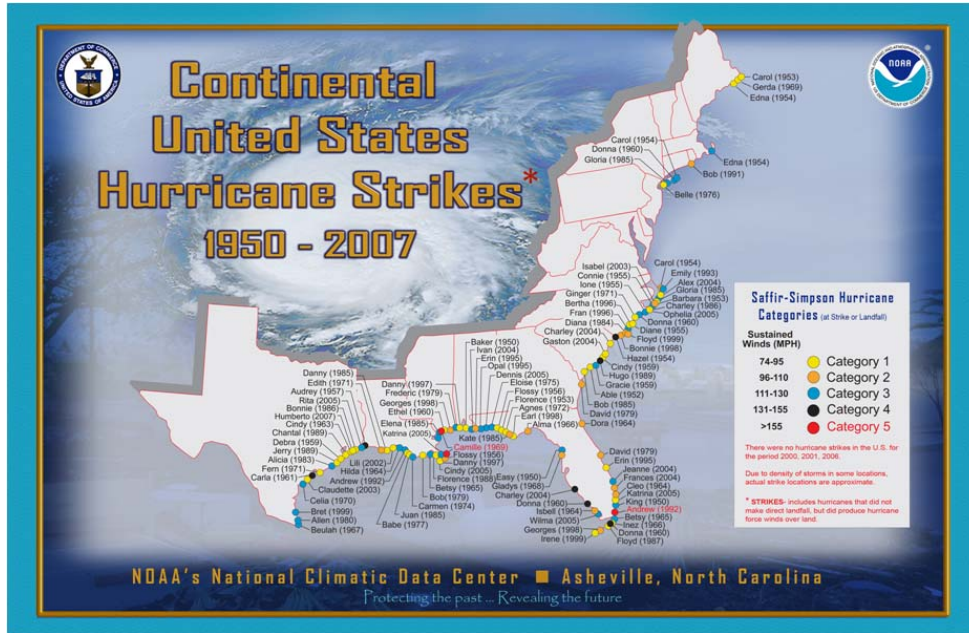 Continental
United States
Hurricane Strikes*
1950 - 2007
DEPARTMENT OF COMMERCE
UNITED STATES OF AMERICA
NOAA
Carol (1953)
Gerda (1969)
Edna (1954)
Carol (1954)
Donna (1960)
Gloria (1985)
Edna (1954)
Bob (1991)
Belle (1976)
Isabel (2003)
Connie (1955)
Ione (1955)
Ginger (1971)
Bertha (1996)
Fran (1996)
Diana (1984)
Charley (2004)
Gaston (2004)
Carol (1954)
Emily (1993)
Alex (2004)
Gloria (1985)
Barbara (1953)
Charley (1986)
Ophelia (2005)
Donna (1960)
Diane (1955)
Floyd (1999)
Bonnie (1998)
Hazel (1954)
Cindy (1959)
Hugo (1989)
Gracie (1959)
Able (1952)
Bob (1985)
David (1979)
Dora (1964)
Baker (1950)
Ivan (2004)
Erin (1995)
Opal (1995)
Dennis (2005)
Eloise (1975)
Flossy (1956)
Florence (1953)
Agnes (1972)
Earl (1998)
Alma (1966)
Kate (1985)
Danny (1997)
Frederic (1979)
Georges (1998)
Ethel (1960)
Elena (1985)
Katrina (2005)
Camille (1969)
Flossy (1956)
Danny (1997)
Cindy (2005)
Florence (1988)
Betsy (1965)
Bob(1979)
Carmen (1974)
Juan (1985)
Babe (1977)
Danny (1985)
Edith (1971)
Audrey (1957)
Rita (2005)
Bonnie (1986)
Humberto (2007)
Cindy (1963)
Chantal (1989)
Debra (1959)
Jerry (1989)
Alicia (1983)
Fern (1971)
Carla (1961)
Lili (2002)
Hilda (1964)
Andrew (1992)
Claudette (2003)
Celia (1970)
Bret (1999)
Allen (1980)
Beulah (1967)
Easy (1950)
Gladys (1968)
Charley (2004)
Donna (1960)
Isbell (1964)
Wilma (2005)
Georges (1998)
Irene (1999)
David (1979)
Erin (1995)
Jeanne (2004)
Frances (2004)
Cleo (1964)
Katrina (2005)
King (1950)
Andrew (1992)
Betsy (1965)
Inez (1966)
Donna (1960)
Floyd (1987)
Saffir-Simpson Hurricane
Categories (at Strike or Landfall)
Sustained
Winds (MPH)
74-95 Category 1
96-110 Category 2
111-130 Category 3
131-155 Category 4
>155 Category 5
There were no hurricane strikes in the U.S. for
the period 2000, 2001, 2006.
Due to density of storms in some locations,
actual strike locations are approximate.
* STRIKES- includes hurricanes that did not
make direct landfall, but did produce hurricane
force winds over land.
NOAA's National Climatic Data Center ■ Asheville, North Carolina
Protecting the past ... Revealing the future